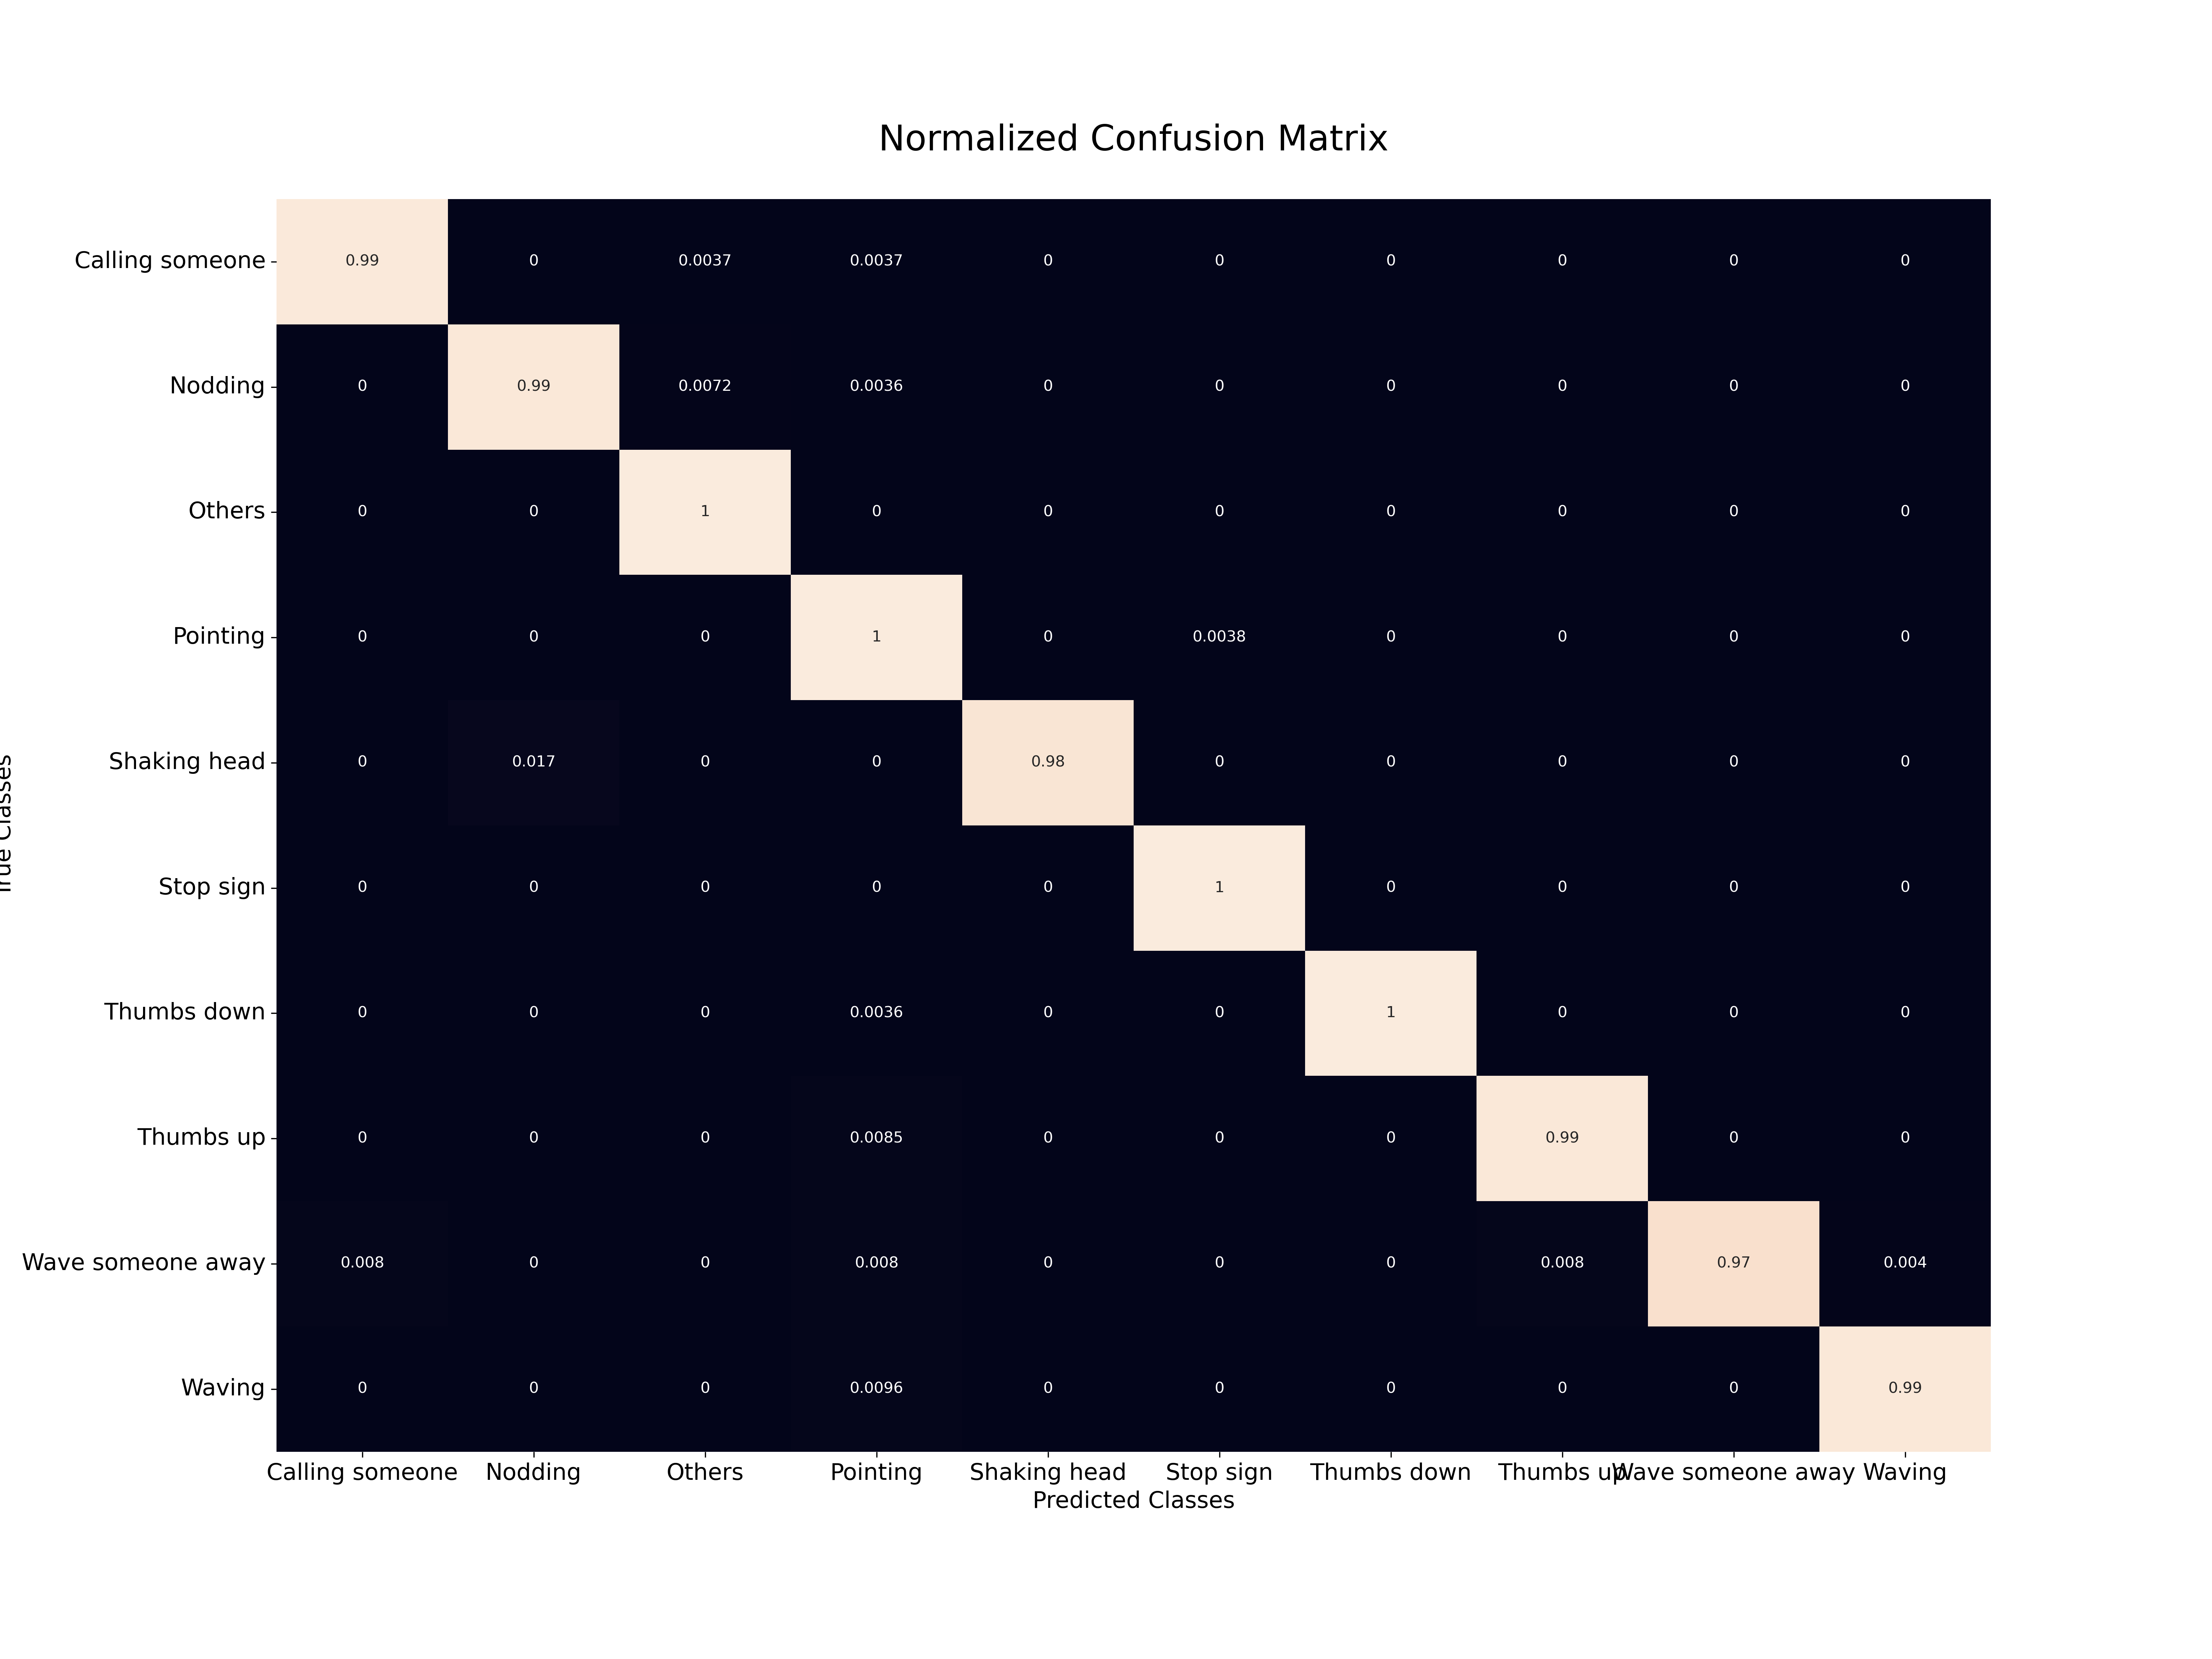 Normalized Confusion Matrix
Calling someone 0.99 0 0.0037 0.0037 0 0 0 0 0 0
Nodding 0 0.99 0.0072 0.0036 0 0 0 0 0 0
Others 0 0 1 0 0 0 0 0 0 0
Pointing 0 0 0 1 0 0.0038 0 0 0 0
Shaking head 0 0.017 0 0 0.98 0 0 0 0 0
True Classes
Stop sign 0 0 0 0 0 1 0 0 0 0
Thumbs down 0 0 0 0.0036 0 0 1 0 0 0
Thumbs up 0 0 0 0.0085 0 0 0 0.99 0 0
Wave someone away 0.008 0 0 0.008 0 0 0 0.008 0.97 0.004
Waving 0 0 0 0.0096 0 0 0 0 0 0.99
Calling someone Nodding Others Pointing Shaking head Stop sign Thumbs down Thumbs up Wave someone away Waving
Predicted Classes